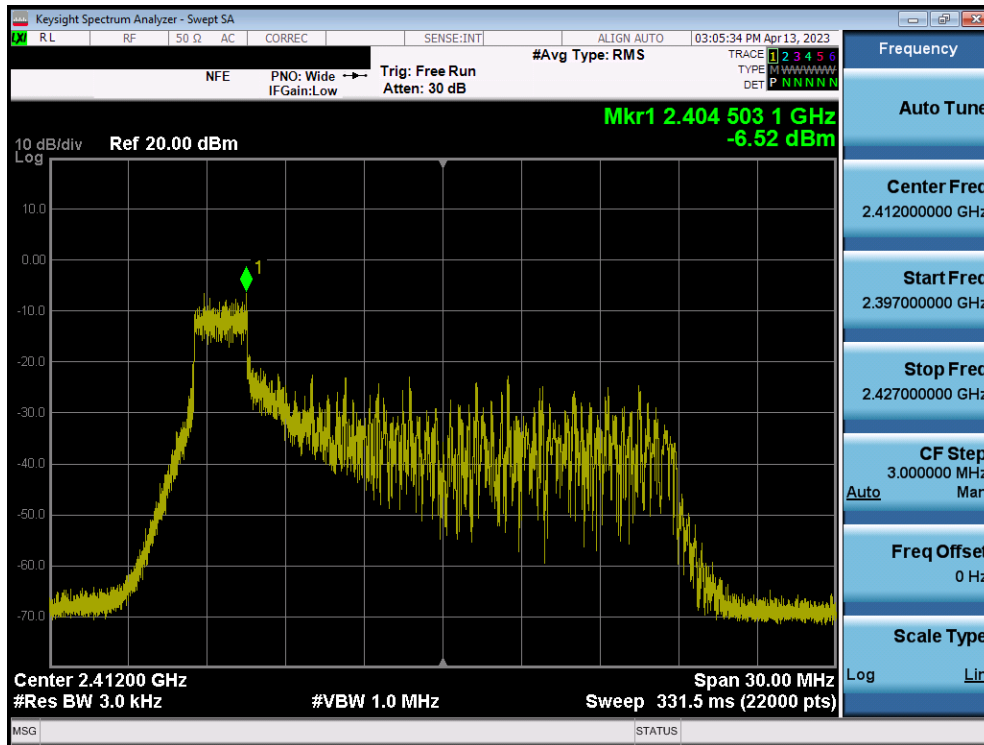 Keysight Spectrum Analyzer - Swept SA
LXI RL RF 50 Ω AC CORREC SENSE:INT ALIGN AUTO 03:05:34 PM Apr 13, 2023
#Avg Type: RMS TRACE 1 2 3 4 5 6
NFE PNO: Wide Trig: Free Run TYPE M WWWWW
IFGain:Low Atten: 30 dB DET P N N N N N
Mkr1 2.404 503 1 GHz
-6.52 dBm
10 dB/div Ref 20.00 dBm
Log
10.0
0.00
1
-10.0
-20.0
-30.0
-40.0
-50.0
-60.0
-70.0
Center 2.41200 GHz Span 30.00 MHz
#Res BW 3.0 kHz #VBW 1.0 MHz Sweep 331.5 ms (22000 pts)
MSG STATUS
Frequency
Auto Tune
Center Freq
2.412000000 GHz
Start Freq
2.397000000 GHz
Stop Freq
2.427000000 GHz
CF Step
3.000000 MHz
Auto Man
Freq Offset
0 Hz
Scale Type
Log Lin